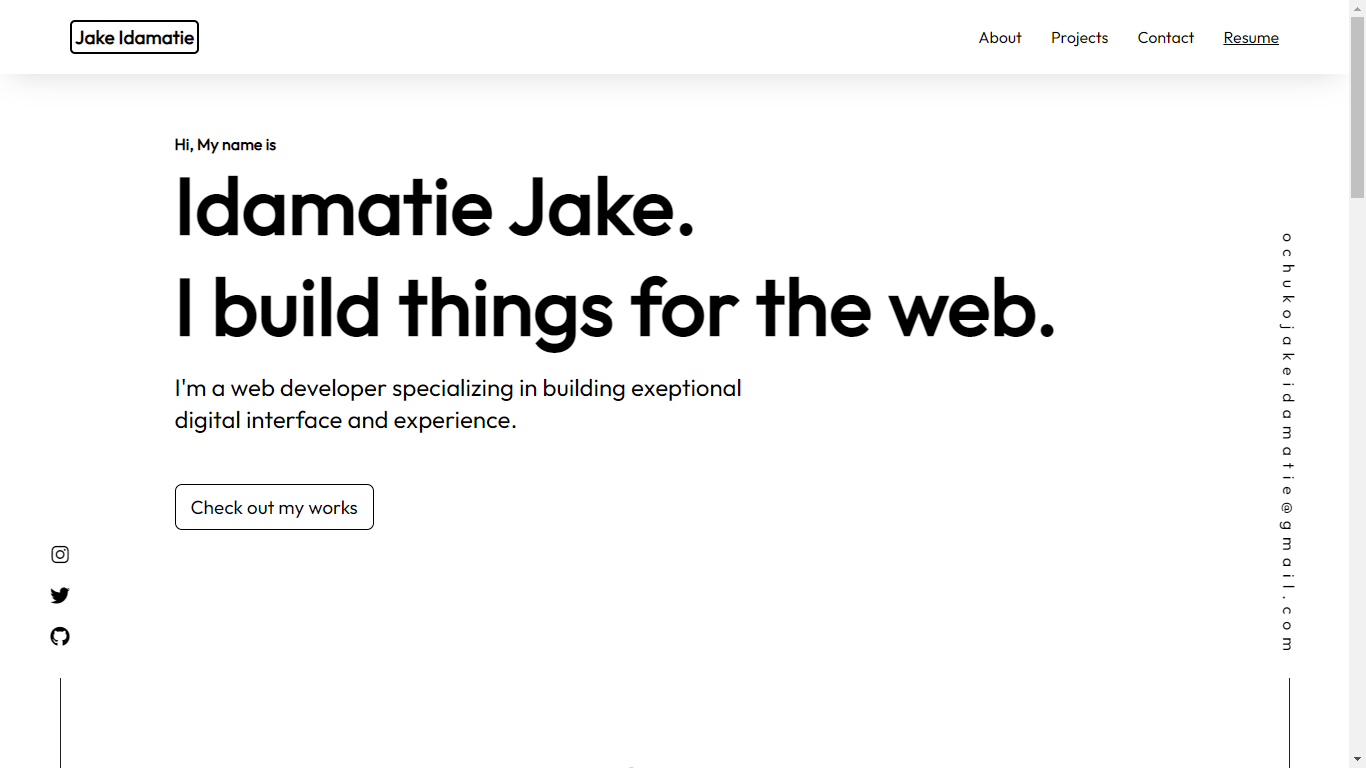 Jake Idamatie
About Projects Contact Resume
Hi, My name is
Idamatie Jake.
I build things for the web.
I'm a web developer specializing in building exeptional
digital interface and experience.
Check out my works
ochukojakeidamatie@gmail.com